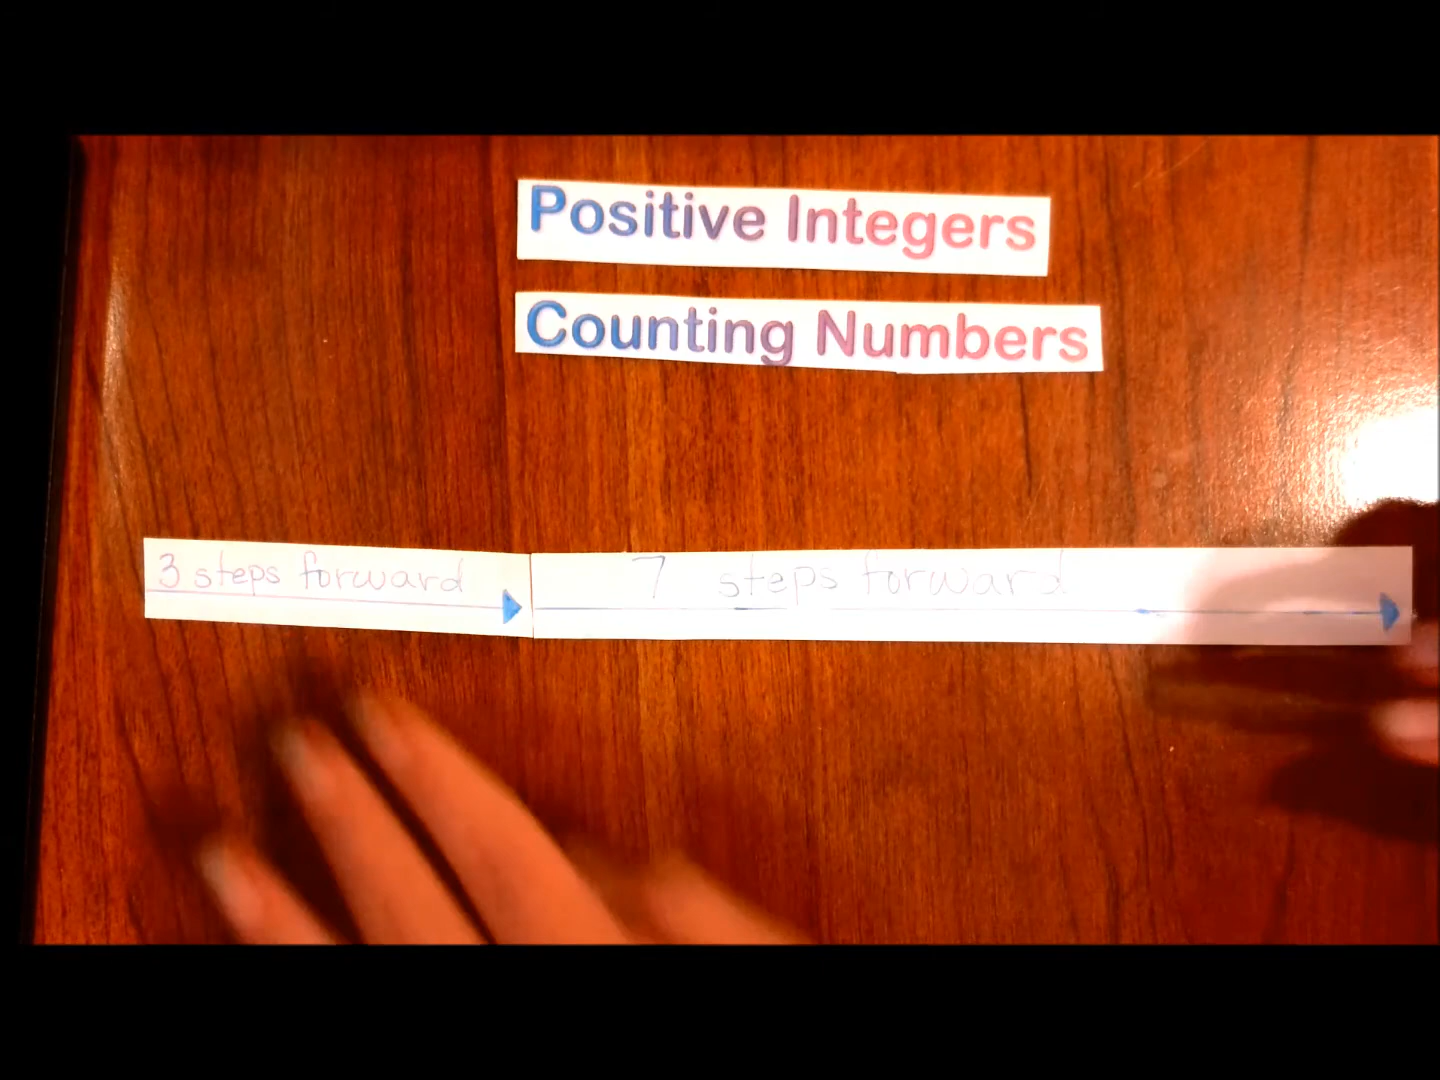 Positive Integers
Counting Numbers
3 steps forward
7 steps forward